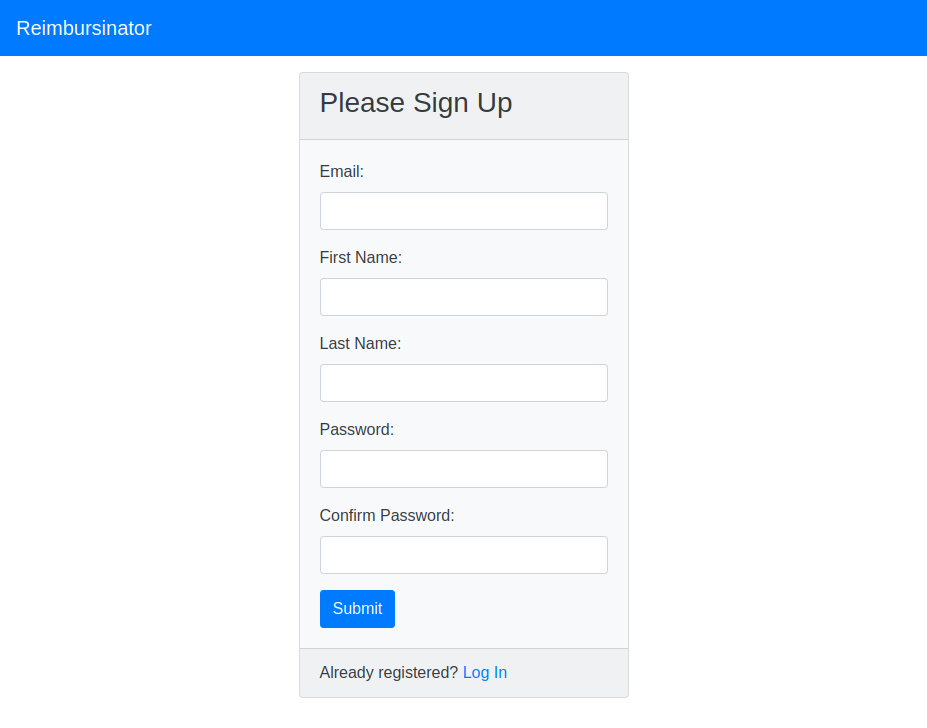 Reimbursinator
Please Sign Up
Email:
First Name:
Last Name:
Password:
Confirm Password:
Submit
Already registered? Log In